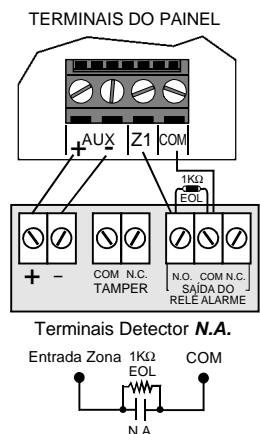 TERMINAIS DO PAINEL
+AUX- Z1 COM
1KΩ
EOL
+ - COM N.C. N.O. COM N.C.
TAMPER SAÍDA DO
RELÉ ALARME
Terminais Detector N.A.
Entrada Zona 1KΩ COM
EOL
N.A.